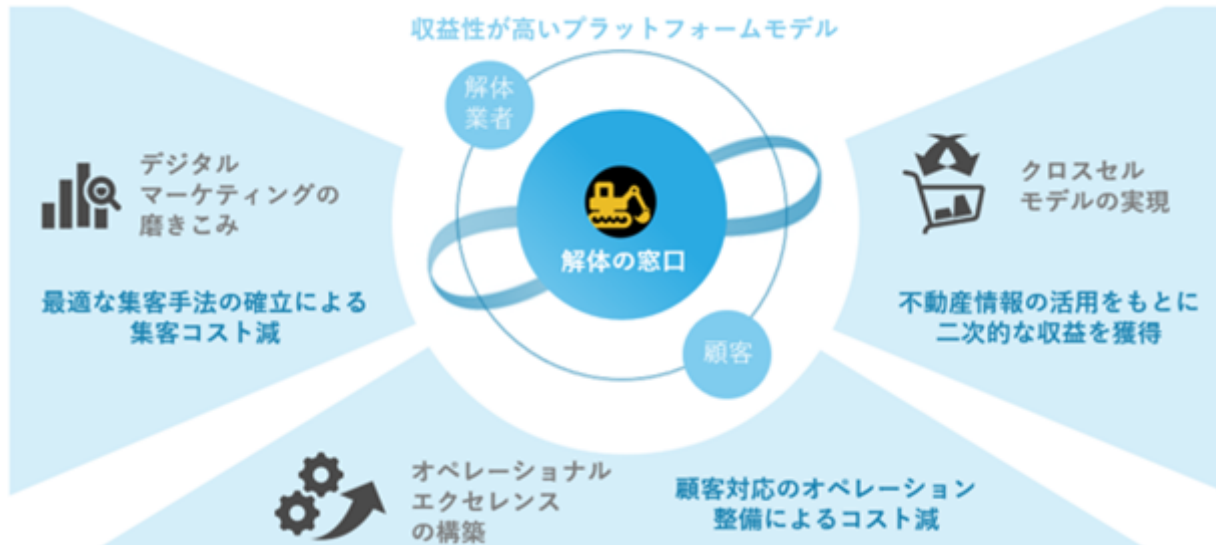 収益性が高いプラットフォームモデル
解体
業者
解体の窓口
顧客
デジタル
マーケティングの
磨きこみ
最適な集客手法の確立による
集客コスト減
クロスセル
モデルの実現
不動産情報の活用をもとに
二次的な収益を獲得
オペレーショナル
エクセレンス
の構築
顧客対応のオペレーション
整備によるコスト減